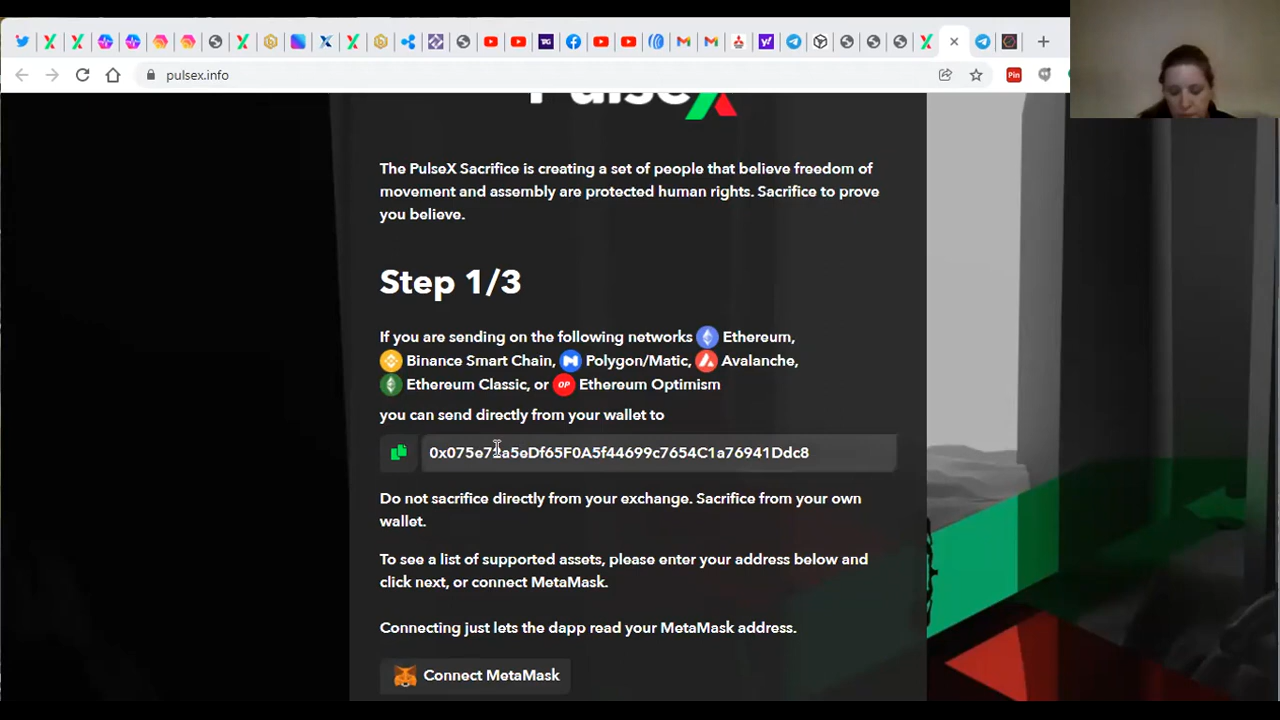 pulsex.info
Pin
PulseX
The PulseX Sacrifice is creating a set of people that believe freedom of
movement and assembly are protected human rights. Sacrifice to prove
you believe.
Step 1/3
If you are sending on the following networks Ethereum,
Binance Smart Chain, Polygon/Matic, Avalanche,
Ethereum Classic, or OP Ethereum Optimism
you can send directly from your wallet to
Do not sacrifice directly from your exchange. Sacrifice from your own
wallet.
To see a list of supported assets, please enter your address below and
click next, or connect MetaMask.
Connecting just lets the dapp read your MetaMask address.
Connect MetaMask